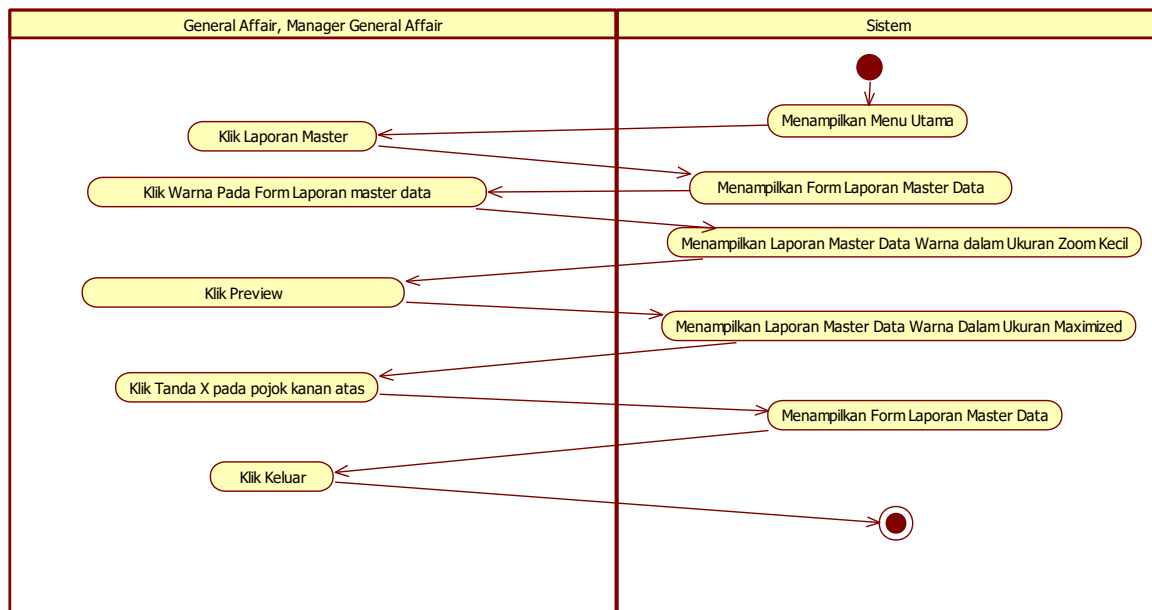 General Affair, Manager General Affair
Sistem
Menampilkan Menu Utama
Klik Laporan Master
Menampilkan Form Laporan Master Data
Klik Warna Pada Form Laporan master data
Menampilkan Laporan Master Data Warna dalam Ukuran Zoom Kecil
Klik Preview
Menampilkan Laporan Master Data Warna Dalam Ukuran Maximized
Klik Tanda X pada pojok kanan atas
Menampilkan Form Laporan Master Data
Klik Keluar